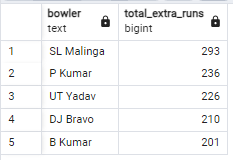 bowler total_extra_runs
text bigint
1 SL Malinga 293
2 P Kumar 236
3 UT Yadav 226
4 DJ Bravo 210
5 B Kumar 201